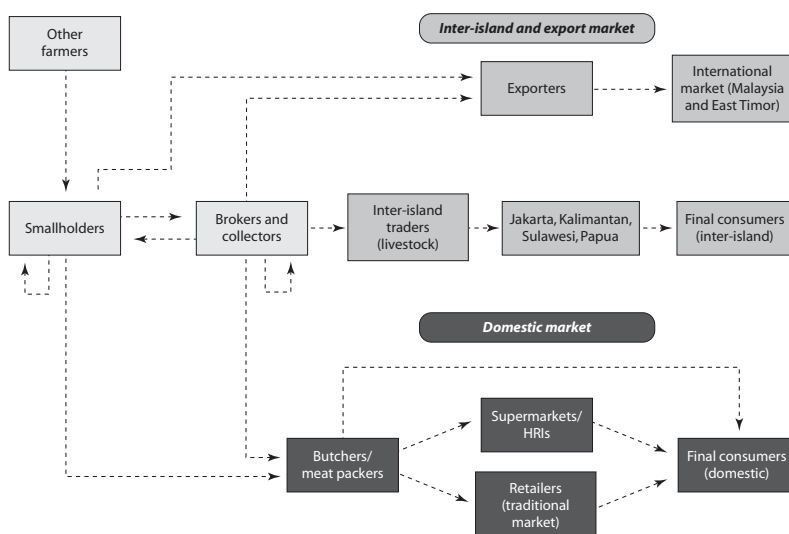 Other
farmers
Inter-island and export market
Exporters
International
market (Malaysia
and East Timor)
Smallholders
Brokers and
collectors
Inter-island
traders
(livestock)
Jakarta, Kalimantan,
Sulawesi, Papua
Final consumers
(inter-island)
Domestic market
Butchers/
meat packers
Supermarkets/
HRIs
Retailers
(traditional
market)
Final consumers
(domestic)